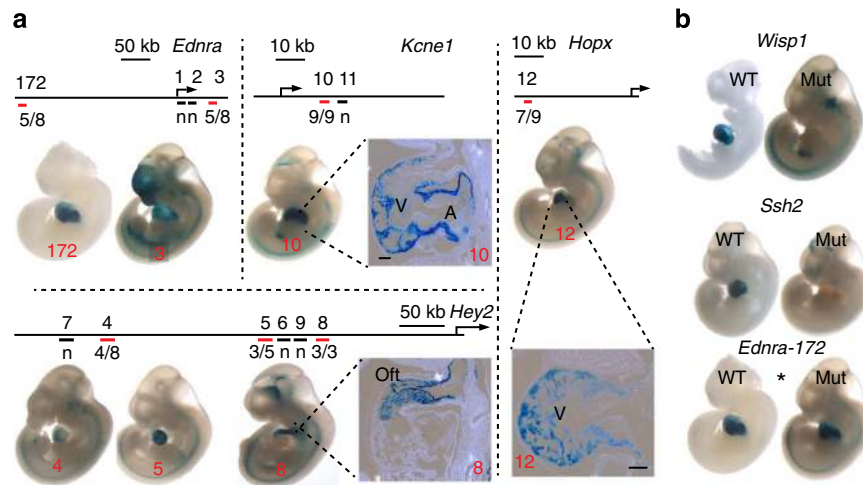 a
50 kb Ednra
172 1 2 3
5/8 n n 5/8
172 3
10 kb Kcne1
10 11
9/9 n
10
V A
10
10 kb Hopx
12
7/9
12
V
12
50 kb Hey2
7 4 5 6 9 8
n 4/8 3/5 n n 3/3
4 5 8
Oft
8
b
Wisp1
WT Mut
Ssh2
WT Mut
Ednra-172
WT * Mut